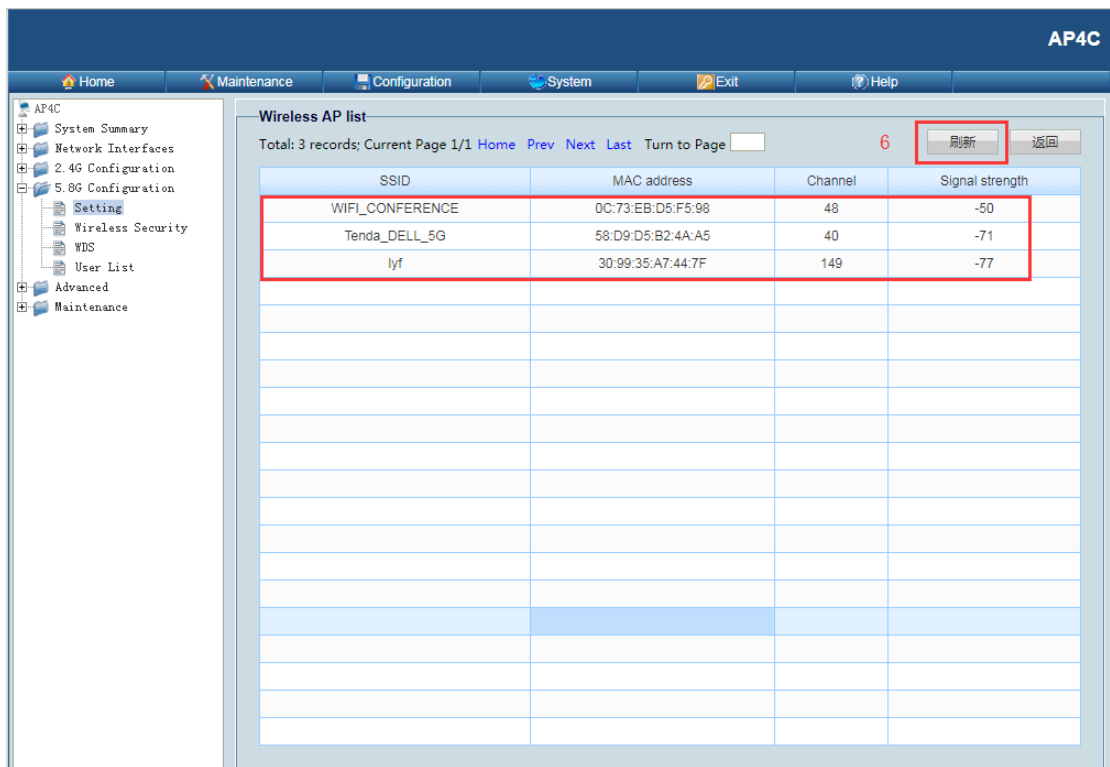 AP4C
Home Maintenance Configuration System Exit Help
AP4C
System Summary
Network Interfaces
2.4G Configuration
5.8G Configuration
Setting
Wireless Security
WDS
User List
Advanced
Maintenance
Wireless AP list
Total: 3 records; Current Page 1/1 Home Prev Next Last Turn to Page 6 刷新 返回
SSID MAC address Channel Signal strength
WIFI_CONFERENCE 0C:73:EB:D5:F5:98 48 -50
Tenda_DELL_5G 58:D9:D5:B2:4A:A5 40 -71
lyf 30:99:35:A7:44:7F 149 -77